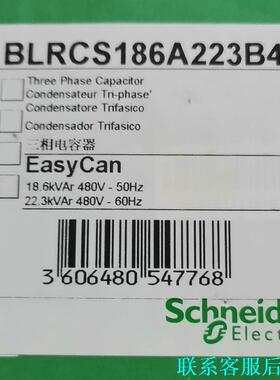 BLRCS186A223B4
Three Phase Capacitor
Condensateur Tri-phase'
Condensatore Trifasico
Condensador Trifasico
三相电容器
EasyCan
18.6kVAr 480V - 50Hz
22.3kVAr 480V - 60Hz
3 606480 547768
Schneid
Elect
联系客服后